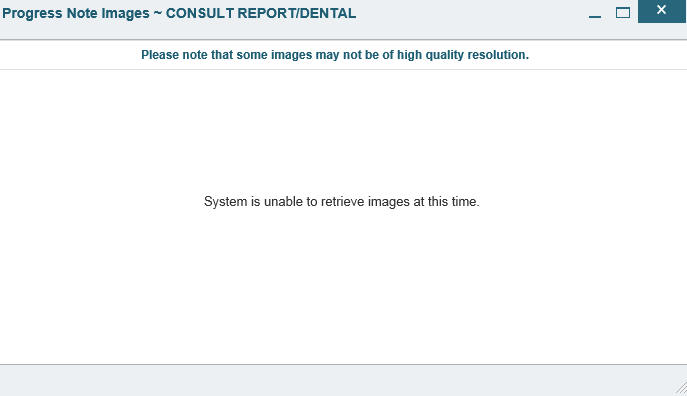 Progress Note Images ~ CONSULT REPORT/DENTAL
Please note that some images may not be of high quality resolution.
System is unable to retrieve images at this time.